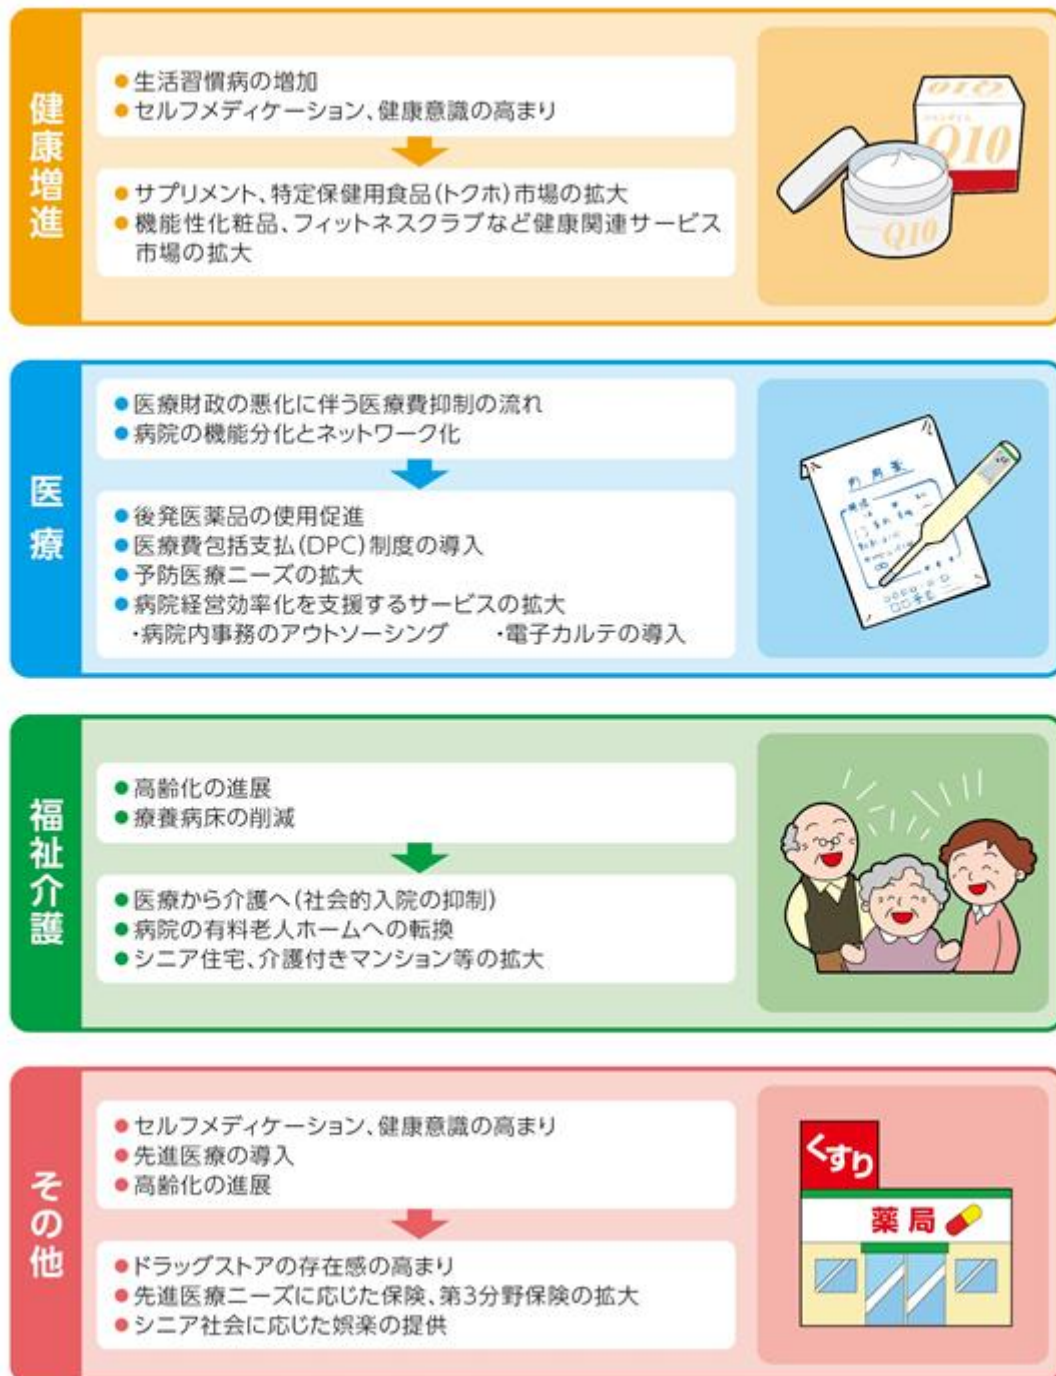 健康増進
●生活習慣病の増加
●セルフメディケーション、健康意識の高まり
●サプリメント、特定保健用食品(トクホ)市場の拡大
●機能性化粧品、フィットネスクラブなど健康関連サービス
市場の拡大
Q10
Q10
Q10
医療
●医療財政の悪化に伴う医療費抑制の流れ
●病院の機能分化とネットワーク化
●後発医薬品の使用促進
●医療費包括支払(DPC)制度の導入
●予防医療ニーズの拡大
●病院経営効率化を支援するサービスの拡大
・病院内事務のアウトソーシング ・電子カルテの導入
内用薬
福祉介護
●高齢化の進展
●療養病床の削減
●医療から介護へ(社会的入院の抑制)
●病院の有料老人ホームへの転換
●シニア住宅、介護付きマンション等の拡大
その他
●セルフメディケーション、健康意識の高まり
●先進医療の導入
●高齢化の進展
●ドラッグストアの存在感の高まり
●先進医療ニーズに応じた保険、第3分野保険の拡大
●シニア社会に応じた娯楽の提供
くすり
薬局